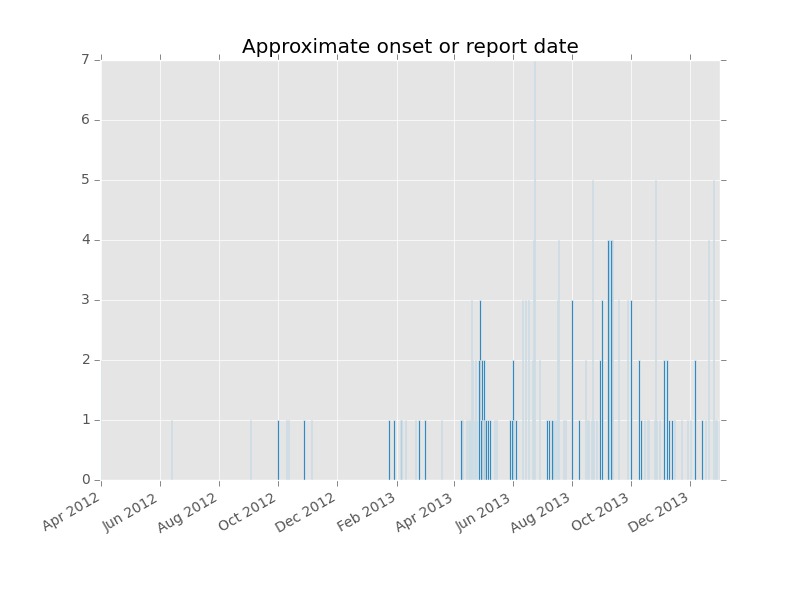 Approximate onset or report date
7
6
5
4
3
2
1
0
Apr 2012
Jun 2012
Aug 2012
Oct 2012
Dec 2012
Feb 2013
Apr 2013
Jun 2013
Aug 2013
Oct 2013
Dec 2013